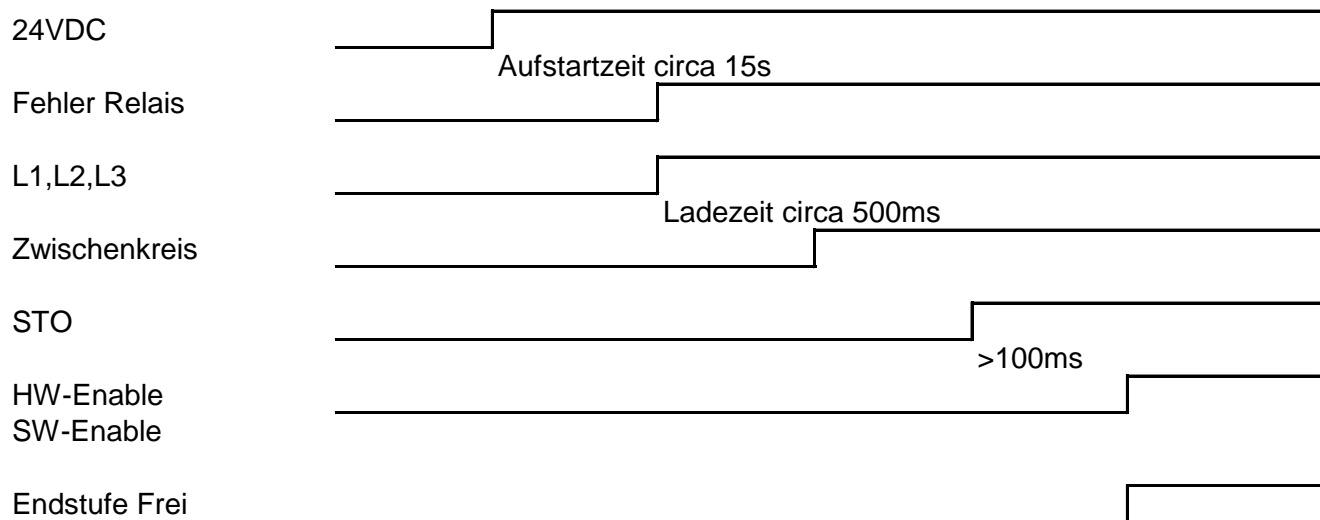 24VDC
Aufstartzeit circa 15s
Fehler Relais
L1,L2,L3
Ladezeit circa 500ms
Zwischenkreis
STO
>100ms
HW-Enable
SW-Enable
Endstufe Frei